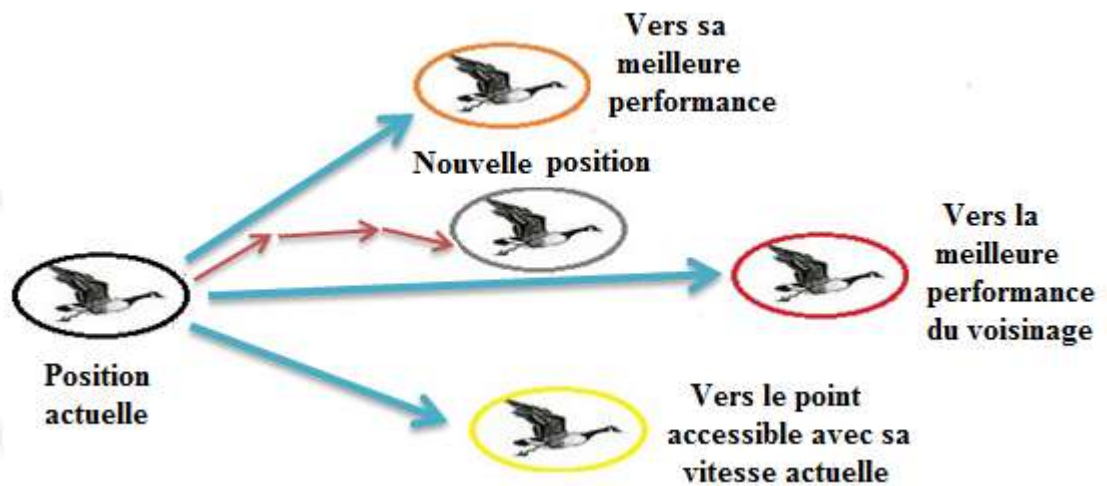 Vers sa
meilleure
performance
Nouvelle position
Vers la
meilleure
performance
du voisinage
Position
actuelle
Vers le point
accessible avec sa
vitesse actuelle